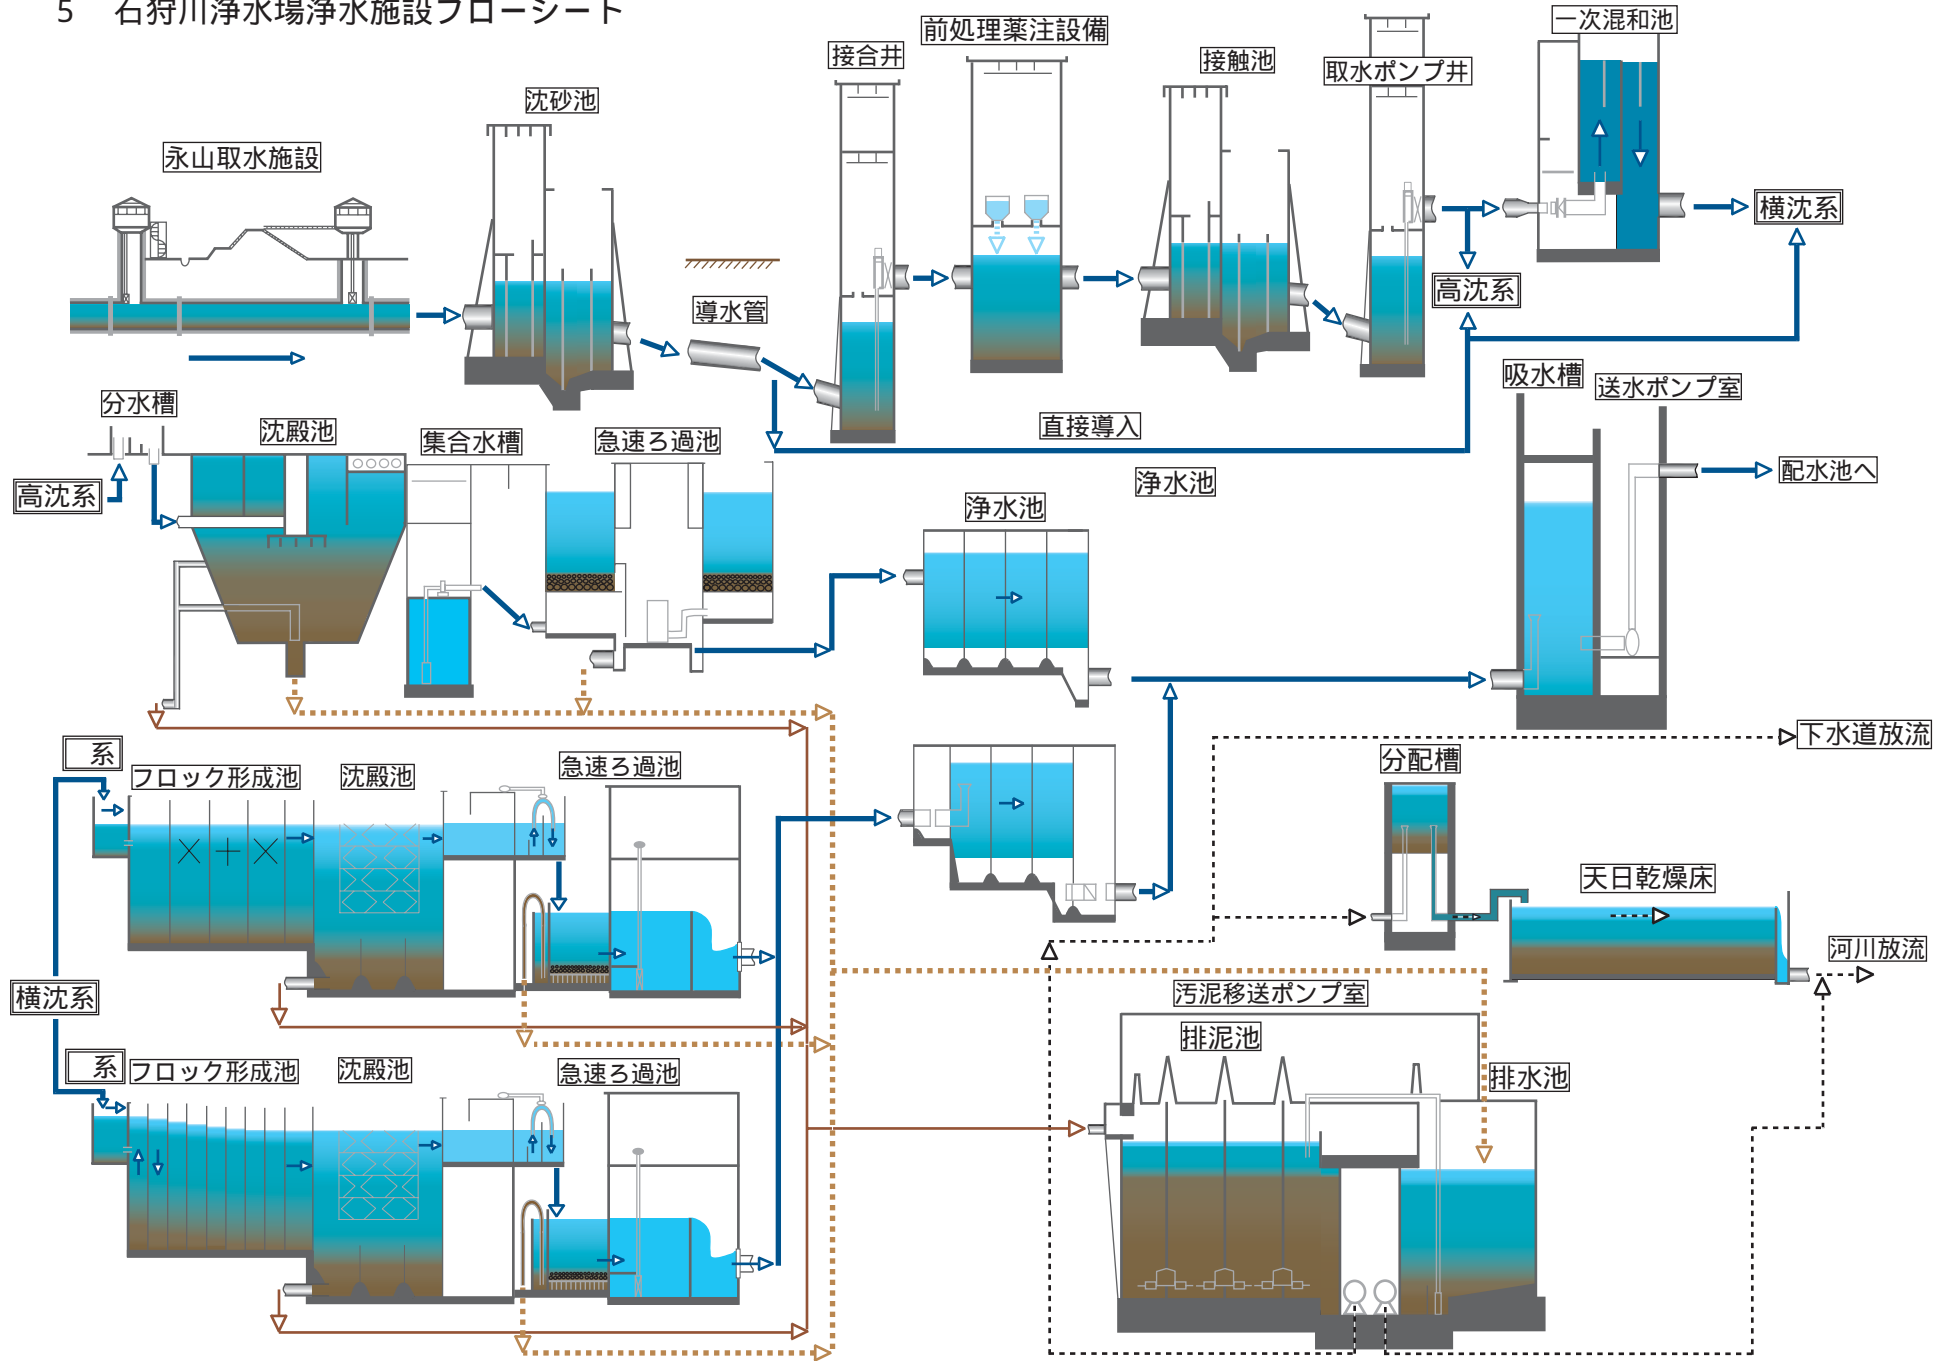 5 石狩川浄水場浄水施設フローシート
一次混和池
前処理薬注設備
接合井
接触池
取水ポンプ井
沈砂池
永山取水施設
横沈系
高沈系
導水管
吸水槽
送水ポンプ室
分水槽
沈殿池
集合水槽
急速ろ過池
直接導入
配水池へ
浄水池
浄水池
高沈系
下水道放流
系
フロック形成池
沈殿池
急速ろ過池
分配槽
天日乾燥床
河川放流
横沈系
汚泥移送ポンプ室
排泥池
排水池
系
フロック形成池
沈殿池
急速ろ過池